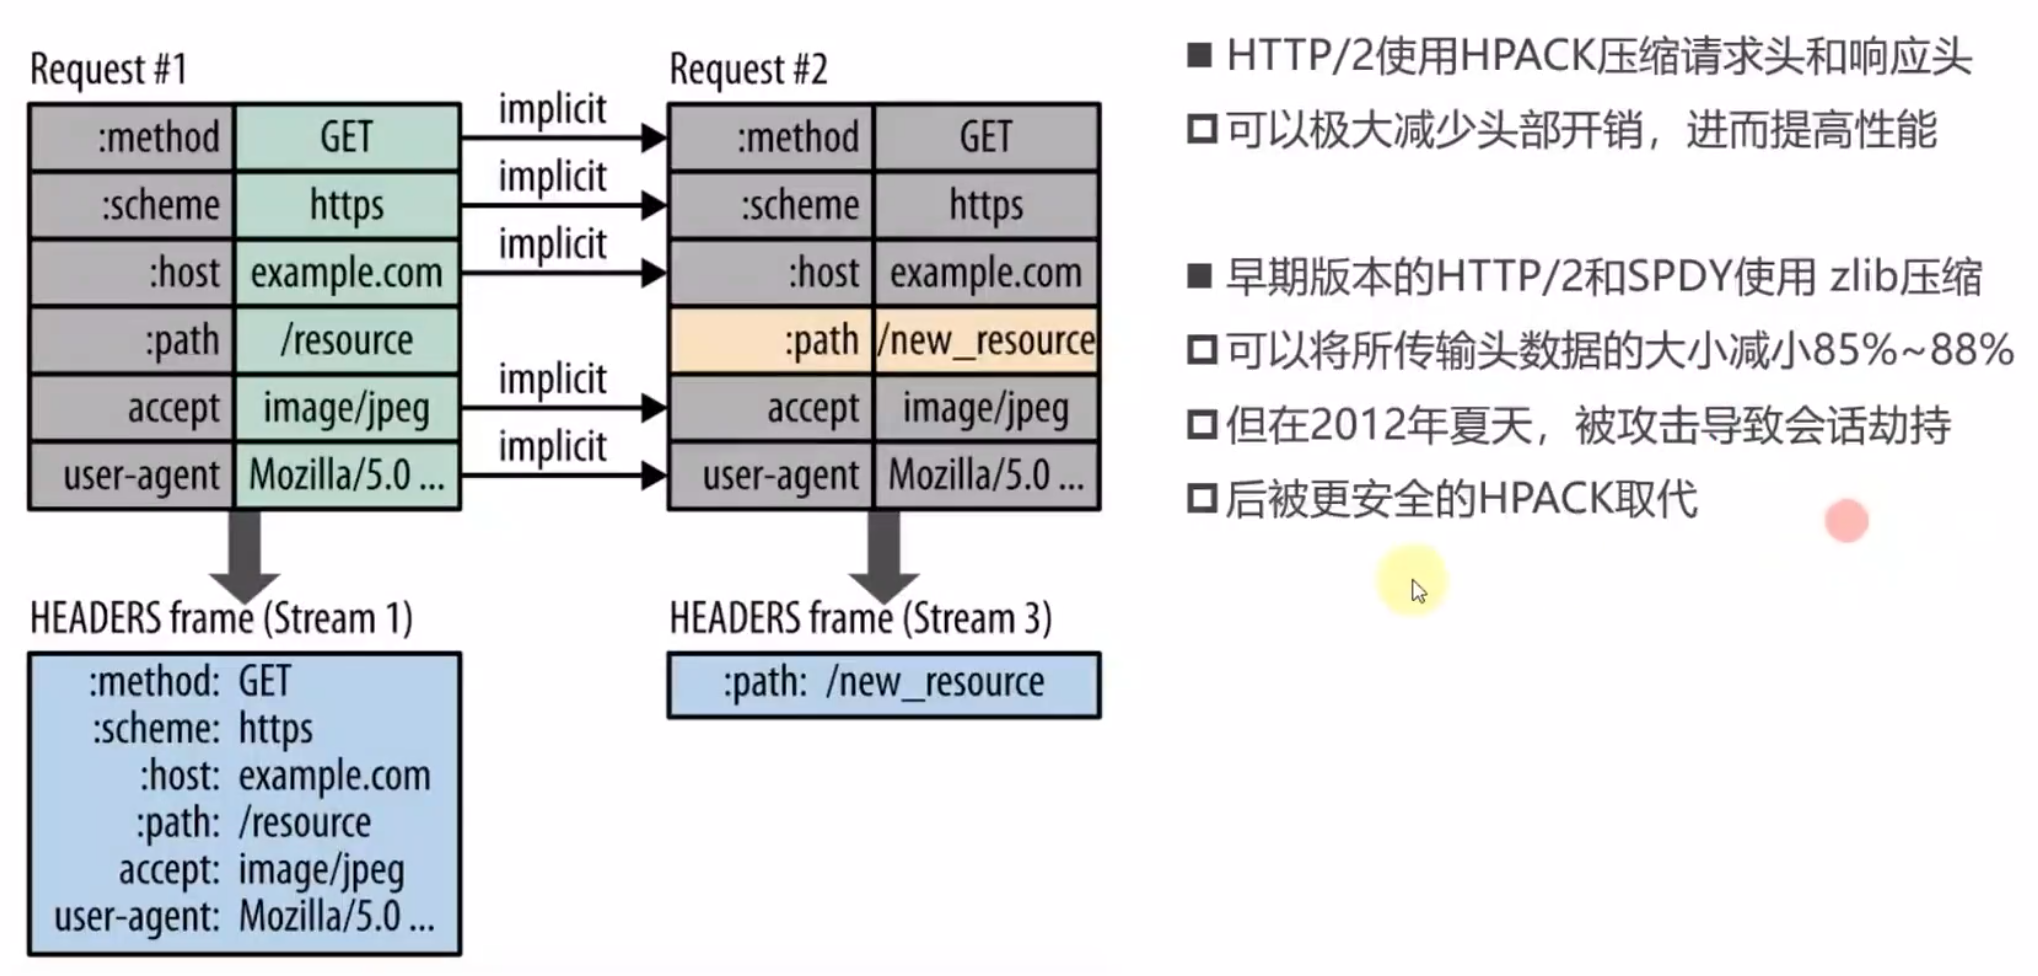 Request #1
:method GET
:scheme https
:host example.com
:path /resource
accept image/jpeg
user-agent Mozilla/5.0 ...
implicit
implicit
implicit
implicit
implicit
Request #2
:method GET
:scheme https
:host example.com
:path /new_resource
accept image/jpeg
user-agent Mozilla/5.0 ...
HEADERS frame (Stream 1)
:method: GET
:scheme: https
:host: example.com
:path: /resource
accept: image/jpeg
user-agent: Mozilla/5.0 ...
HEADERS frame (Stream 3)
:path: /new_resource
HTTP/2使用HPACK压缩请求头和响应头
可以极大减少头部开销，进而提高性能
早期版本的HTTP/2和SPDY使用 zlib压缩
可以将所传输头数据的大小减小85%~88%
但在2012年夏天，被攻击导致会话劫持
后被更安全的HPACK取代